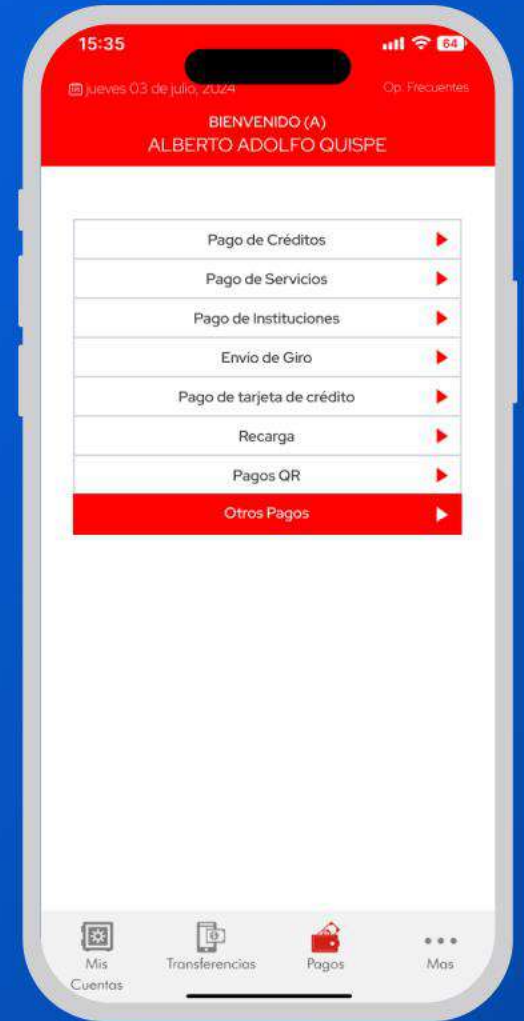 15:35
64
jueves 03 de julio, 2024
Op. Frecuentes
BIENVENIDO (A)
ALBERTO ADOLFO QUISPE
Pago de Créditos
Pago de Servicios
Pago de Instituciones
Envio de Giro
Pago de tarjeta de crédito
Recarga
Pagos QR
Otros Pagos
Mis
Cuentas
Transferencias
Pagos
Mas